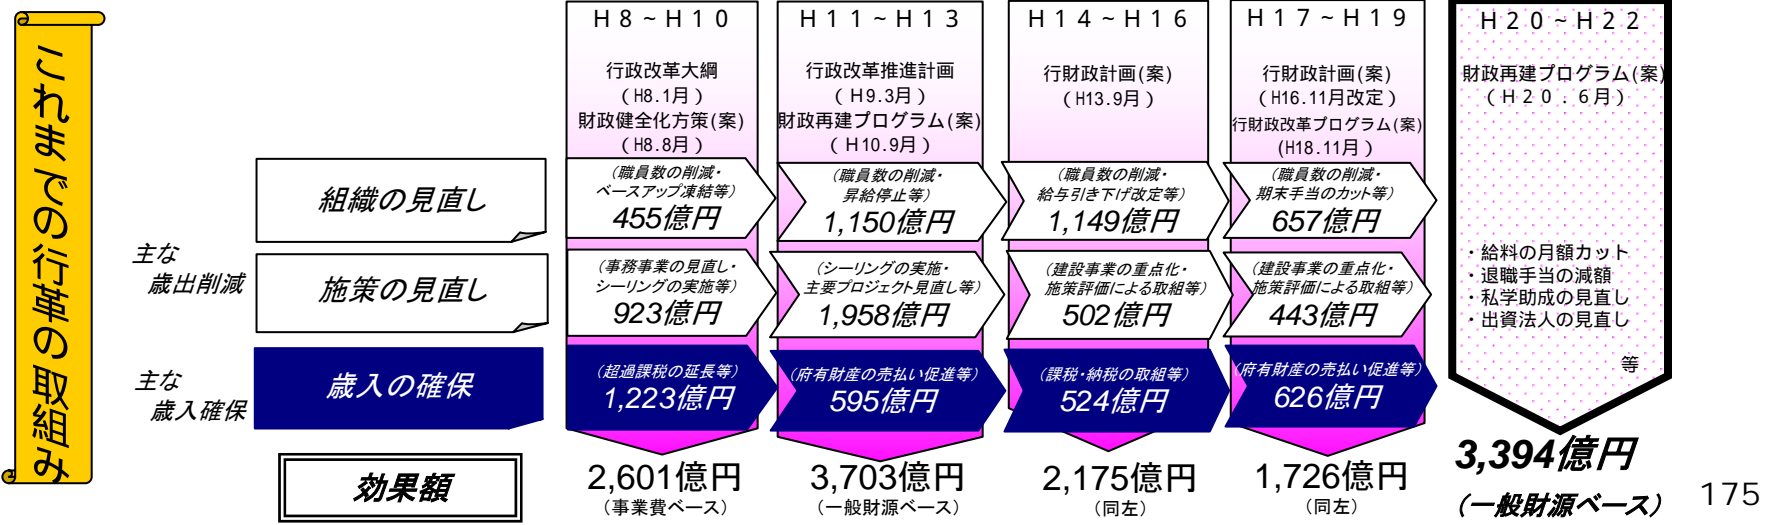 これまでの行革の取組み
H8~H10
行政改革大綱
(H8.1月)
財政健全化方策(案)
(H8.8月)
H11~H13
行政改革推進計画
(H9.3月)
財政再建プログラム(案)
(H10.9月)
H14~H16
行財政計画(案)
(H13.9月)
H17~H19
行財政計画(案)
(H16.11月改定)
行財政改革プログラム(案)
(H18.11月)
H20~H22
財政再建プログラム(案)
(H20.6月)
・給料の月額カット
・退職手当の減額
・私学助成の見直し
・出資法人の見直し
等
主な
歳出削減
組織の見直し
(職員数の削減・
ベースアップ凍結等)
455億円
(職員数の削減・
昇給停止等)
1,150億円
(職員数の削減・
給与引き下げ改定等)
1,149億円
(職員数の削減・
期末手当のカット等)
657億円
施策の見直し
(事務事業の見直し・
シーリングの実施等)
923億円
(シーリングの実施・
主要プロジェクト見直し等)
1,958億円
(建設事業の重点化・
施策評価による取組等)
502億円
(建設事業の重点化・
施策評価による取組等)
443億円
主な
歳入確保
歳入の確保
(超過課税の延長等)
1,223億円
(府有財産の売払い促進等)
595億円
(課税・納税の取組等)
524億円
(府有財産の売払い促進等)
626億円
効果額
2,601億円
(事業費ベース)
3,703億円
(一般財源ベース)
2,175億円
(同左)
1,726億円
(同左)
3,394億円
(一般財源ベース)
175